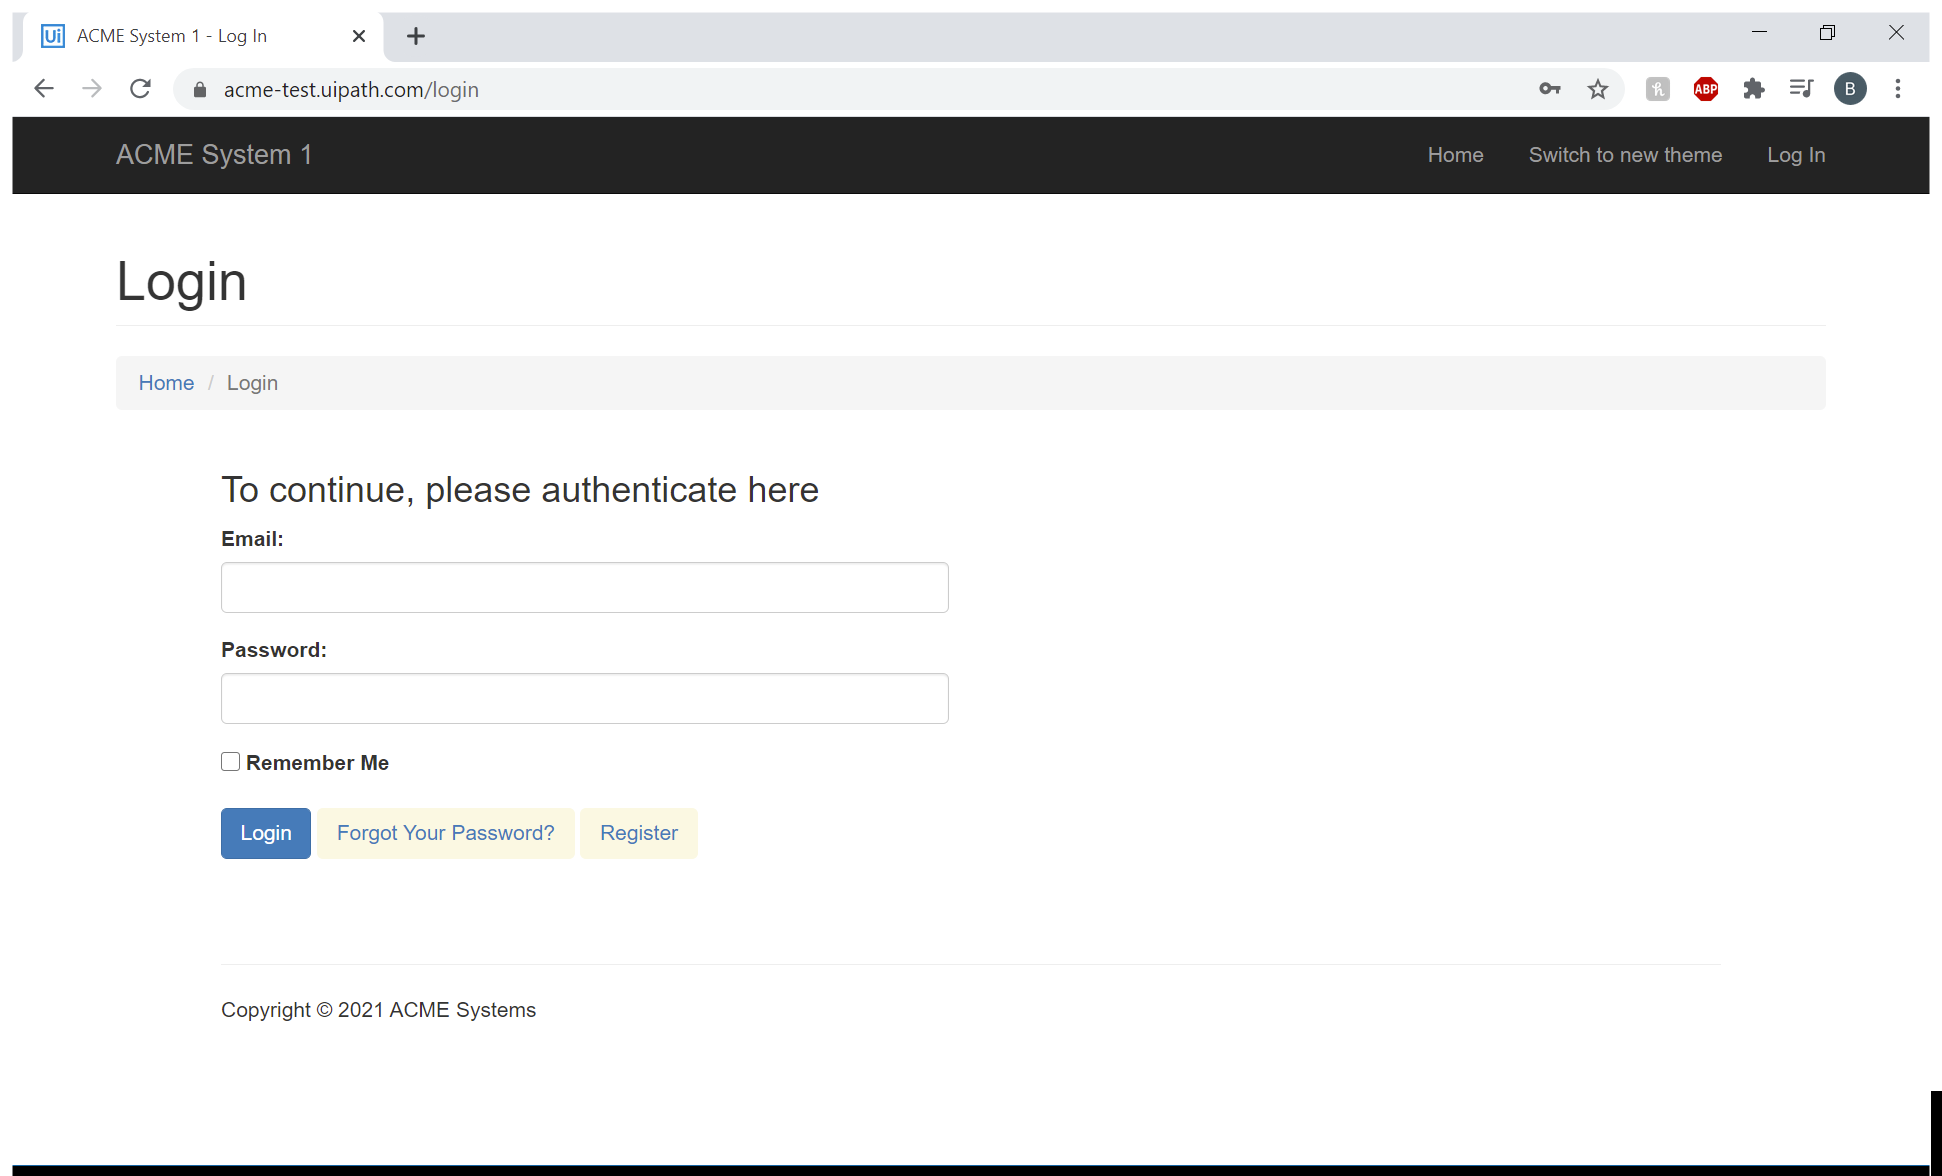 Ui ACME System 1 - Log In
acme-test.uipath.com/login
h ABP B
ACME System 1 Home Switch to new theme Log In
Login
Home / Login
To continue, please authenticate here
Email:
Password:
Remember Me
Login Forgot Your Password? Register
Copyright © 2021 ACME Systems